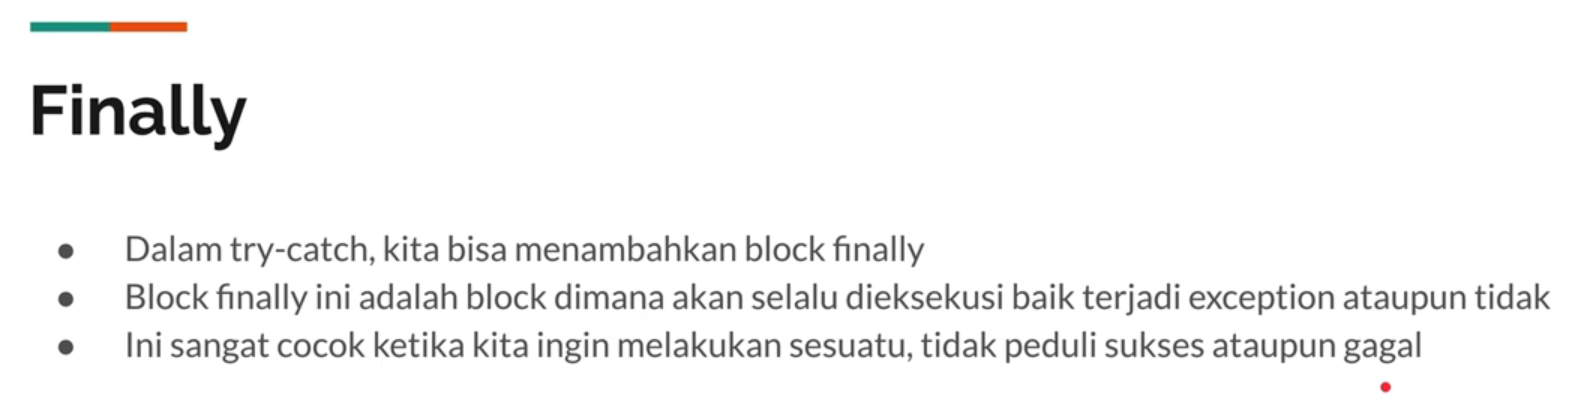 Finally
● Dalam try-catch, kita bisa menambahkan block finally
● Block finally ini adalah block dimana akan selalu dieksekusi baik terjadi exception ataupun tidak
● Ini sangat cocok ketika kita ingin melakukan sesuatu, tidak peduli sukses ataupun gagal